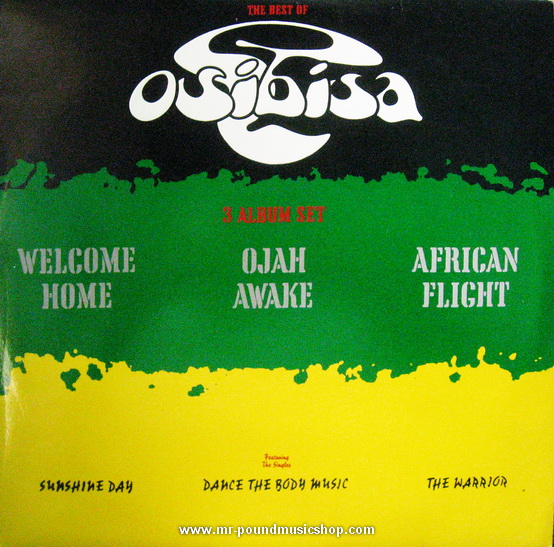 THE BEST OF
Osibisa
3 ALBUM SET
WELCOME HOME
OJAH AWAKE
AFRICAN FLIGHT
Featuring
The Singles
SUNSHINE DAY
DANCE THE BODY MUSIC
THE WARRIOR
www.mr-poundmusicshop.com